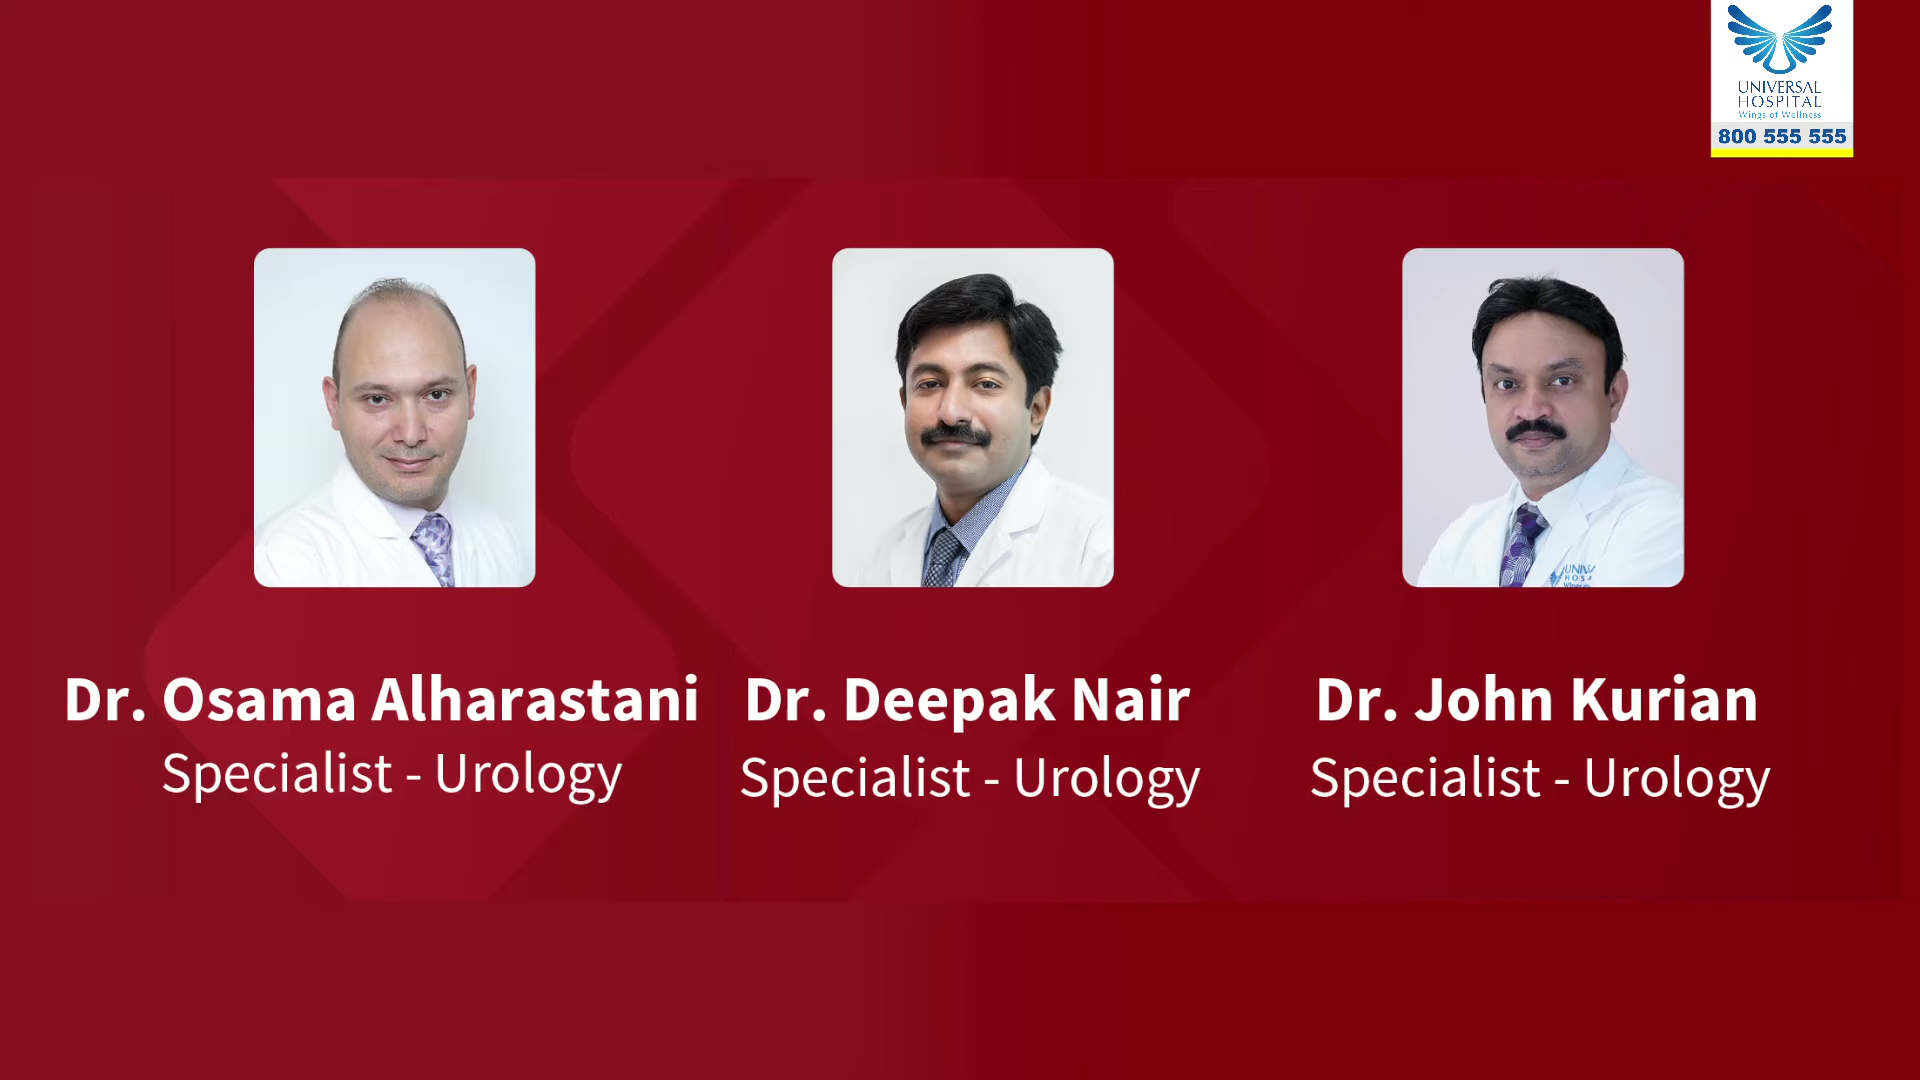 UNIVERSAL
HOSPITAL
Wings of Wellness
800 555 555
Dr. Osama Alharastani
Specialist - Urology
Dr. Deepak Nair
Specialist - Urology
Dr. John Kurian
Specialist - Urology